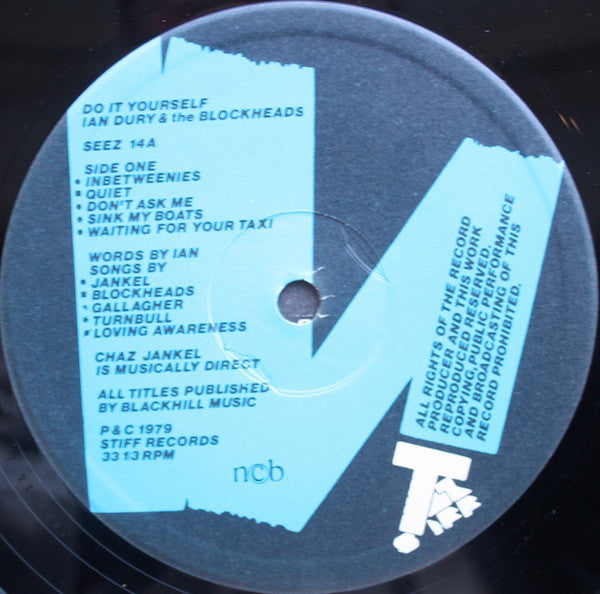 DO IT YOURSELF
IAN DURY & the BLOCKHEADS
SEEZ 14A
SIDE ONE
• INBETWEENIES
▪ QUIET
• DON'T ASK ME
• SINK MY BOATS
• WAITING FOR YOUR TAXI
WORDS BY IAN
SONGS BY
• JANKEL
▪ BLOCKHEADS
GALLAGHER
TURNBULL
LOVING AWARENESS
CHAZ JANKEL
IS MUSICALLY DIRECT
ALL TITLES PUBLISHED
BY BLACKHILL MUSIC
P & C 1979
STIFF RECORDS
33 13 RPM
n©b
ALL RIGHTS OF THE RECORD
PRODUCER AND THIS WORK
REPRODUCED RESERVED.
COPYING, PUBLIC PERFORMANCE
AND BROADCASTING OF THIS
RECORD PROHIBITED.